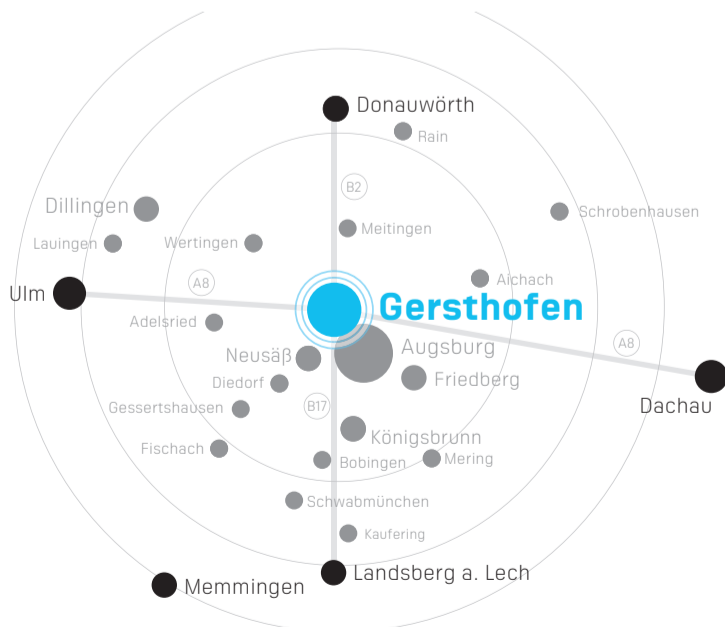 Donauwörth
Rain
B2
Dillingen
Schrobenhausen
Meitingen
Lauingen
Wertingen
Aichach
A8
Ulm
Gersthofen
Adelsried
A8
Augsburg
Neusäß
Friedberg
Diedorf
Dachau
B17
Gessertshausen
Königsbrunn
Fischach
Bobingen
Mering
Schwabmünchen
Kaufering
Landsberg a. Lech
Memmingen